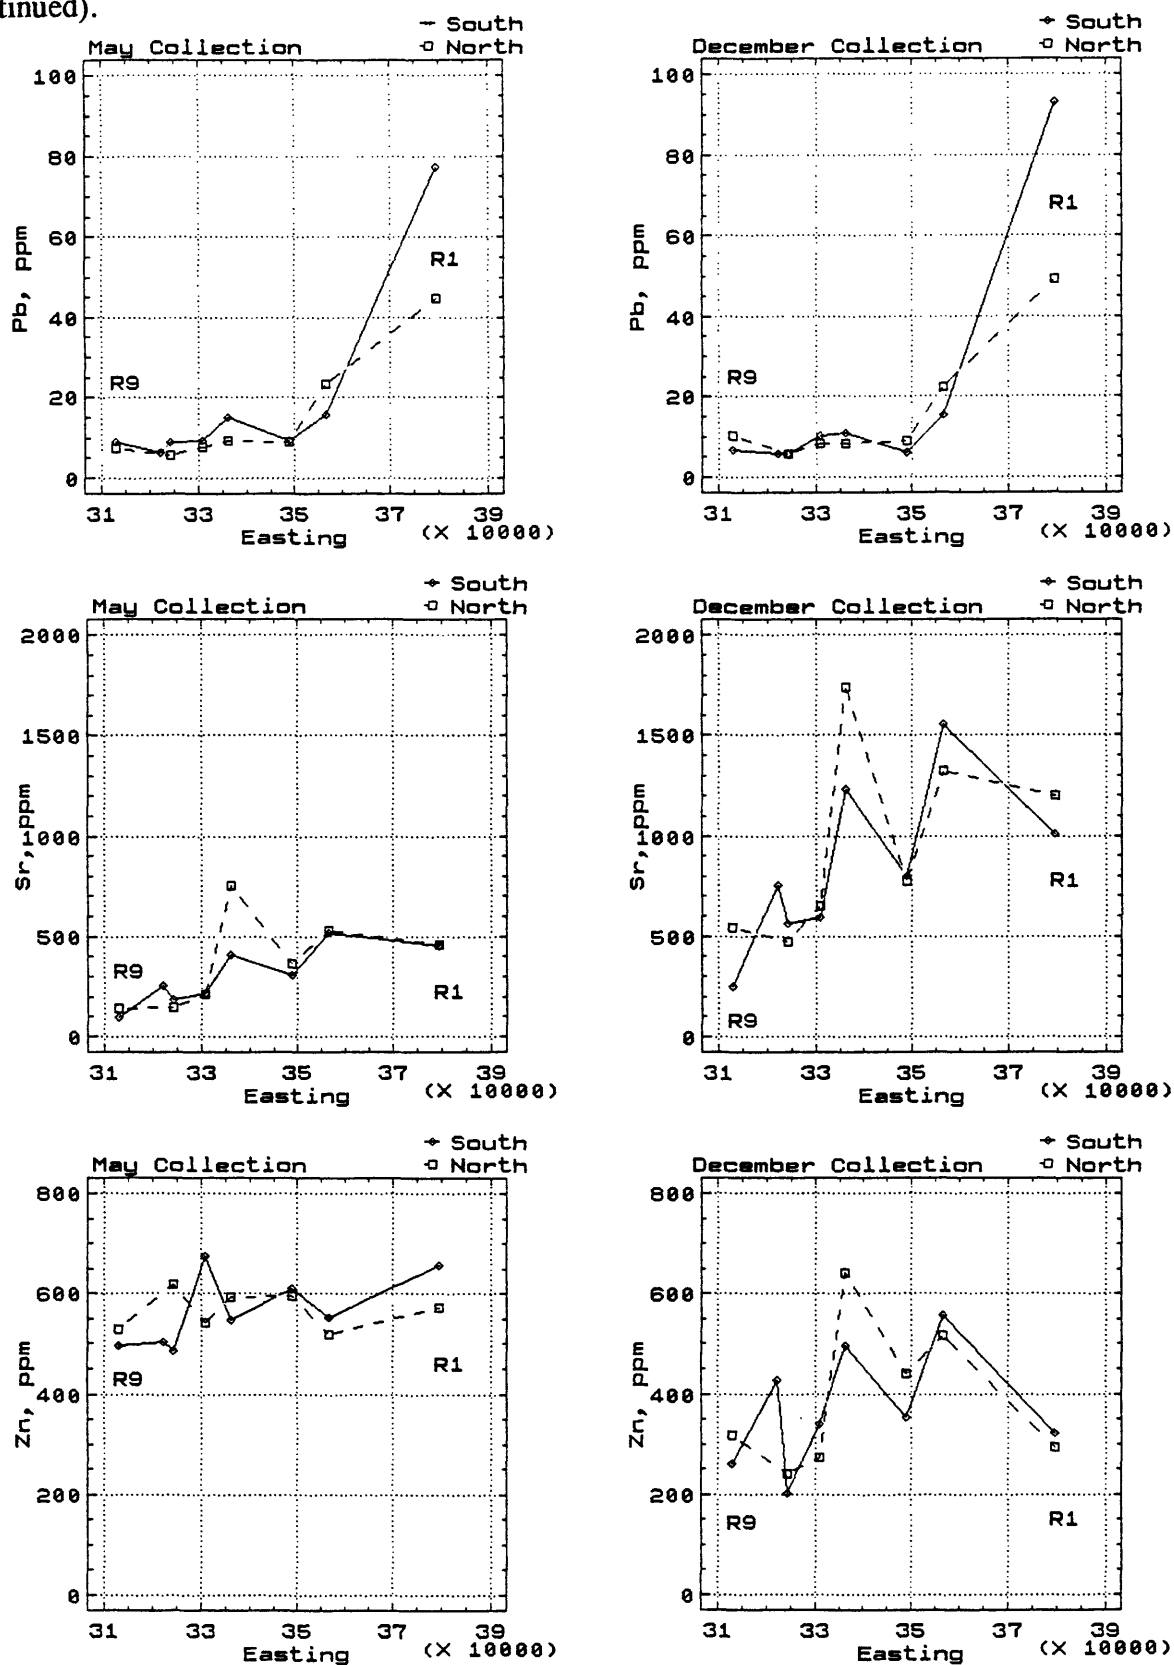 tinued).
South
May Collection North
100
80
60
40
20
0
Pb, ppm
R9
R1
31 33 35 37 39
Easting (X 10000)
South
December Collection North
100
80
60
40
20
0
Pb, ppm
R9
R1
31 33 35 37 39
Easting (X 10000)
South
May Collection North
2000
1500
1000
500
0
Sr, ppm
R9
R1
31 33 35 37 39
Easting (X 10000)
South
December Collection North
2000
1500
1000
500
0
Sr, ppm
R9
R1
31 33 35 37 39
Easting (X 10000)
South
May Collection North
800
600
400
200
0
Zn, ppm
R9
R1
31 33 35 37 39
Easting (X 10000)
South
December Collection North
800
600
400
200
0
Zn, ppm
R9
R1
31 33 35 37 39
Easting (X 10000)